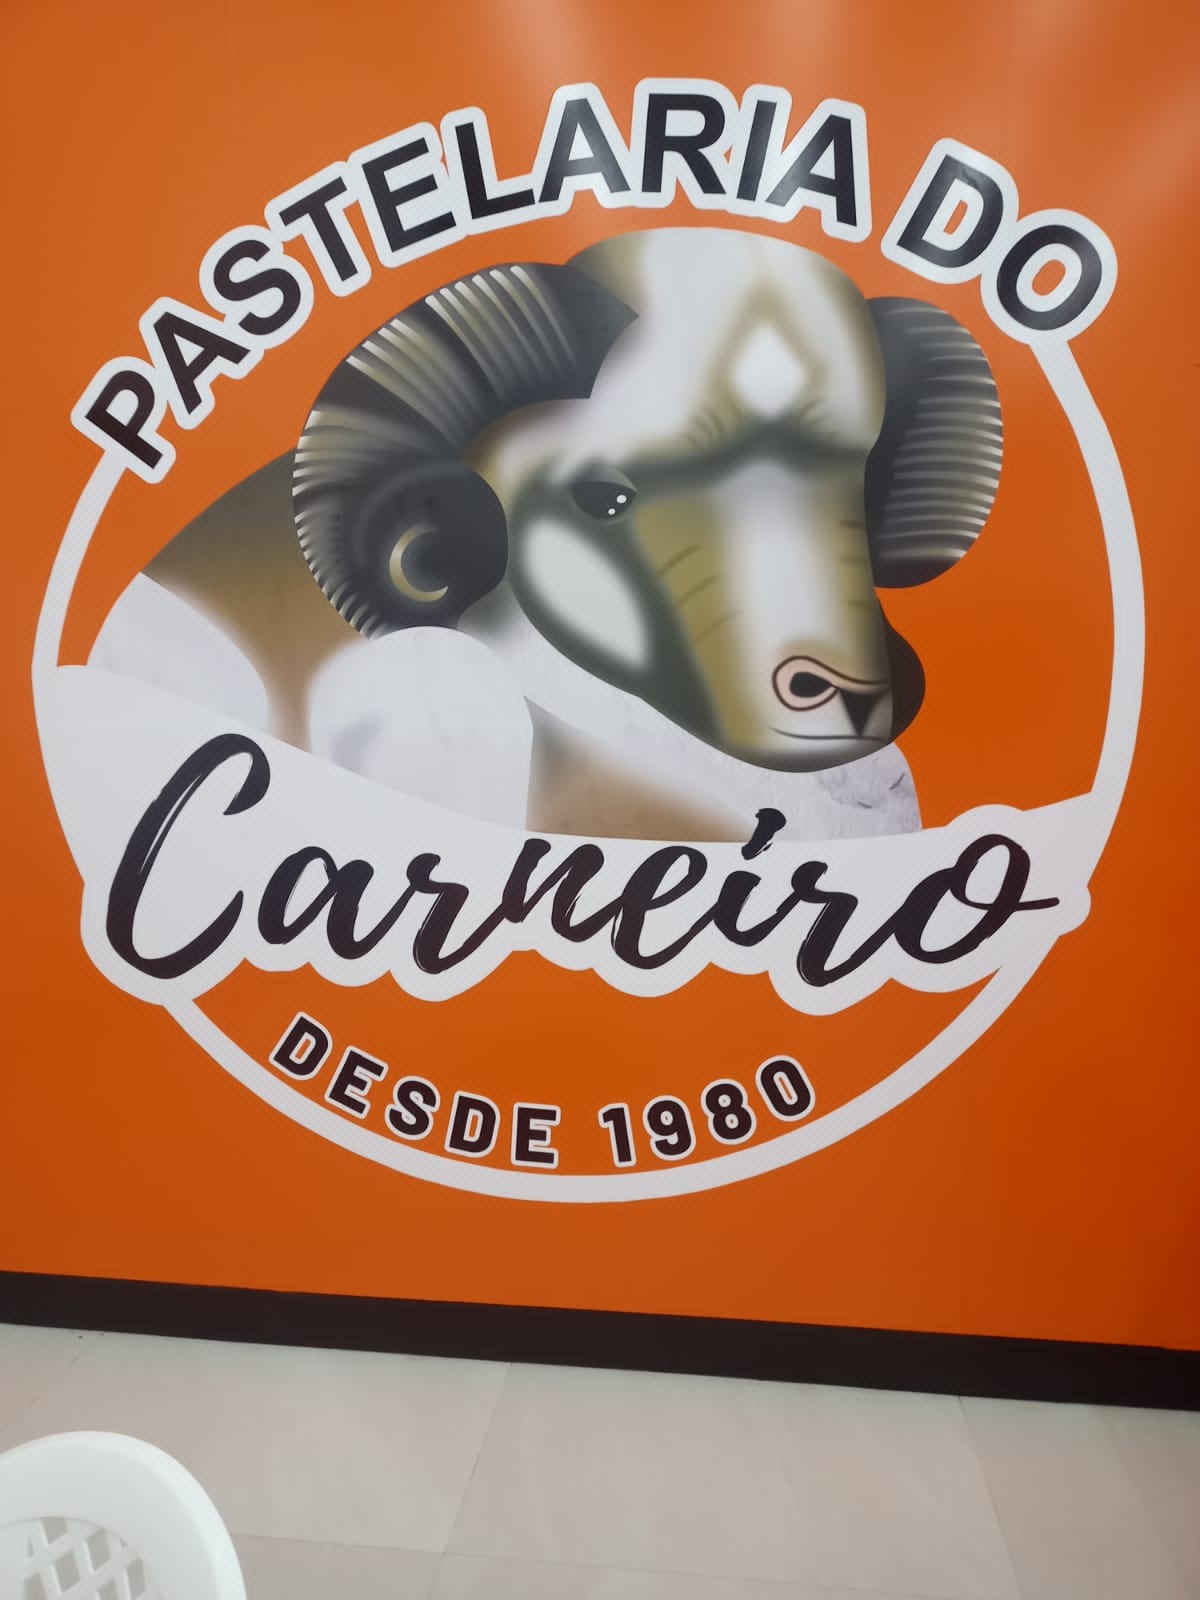 PASTELARIA DO
Carneiro
DESDE 1980